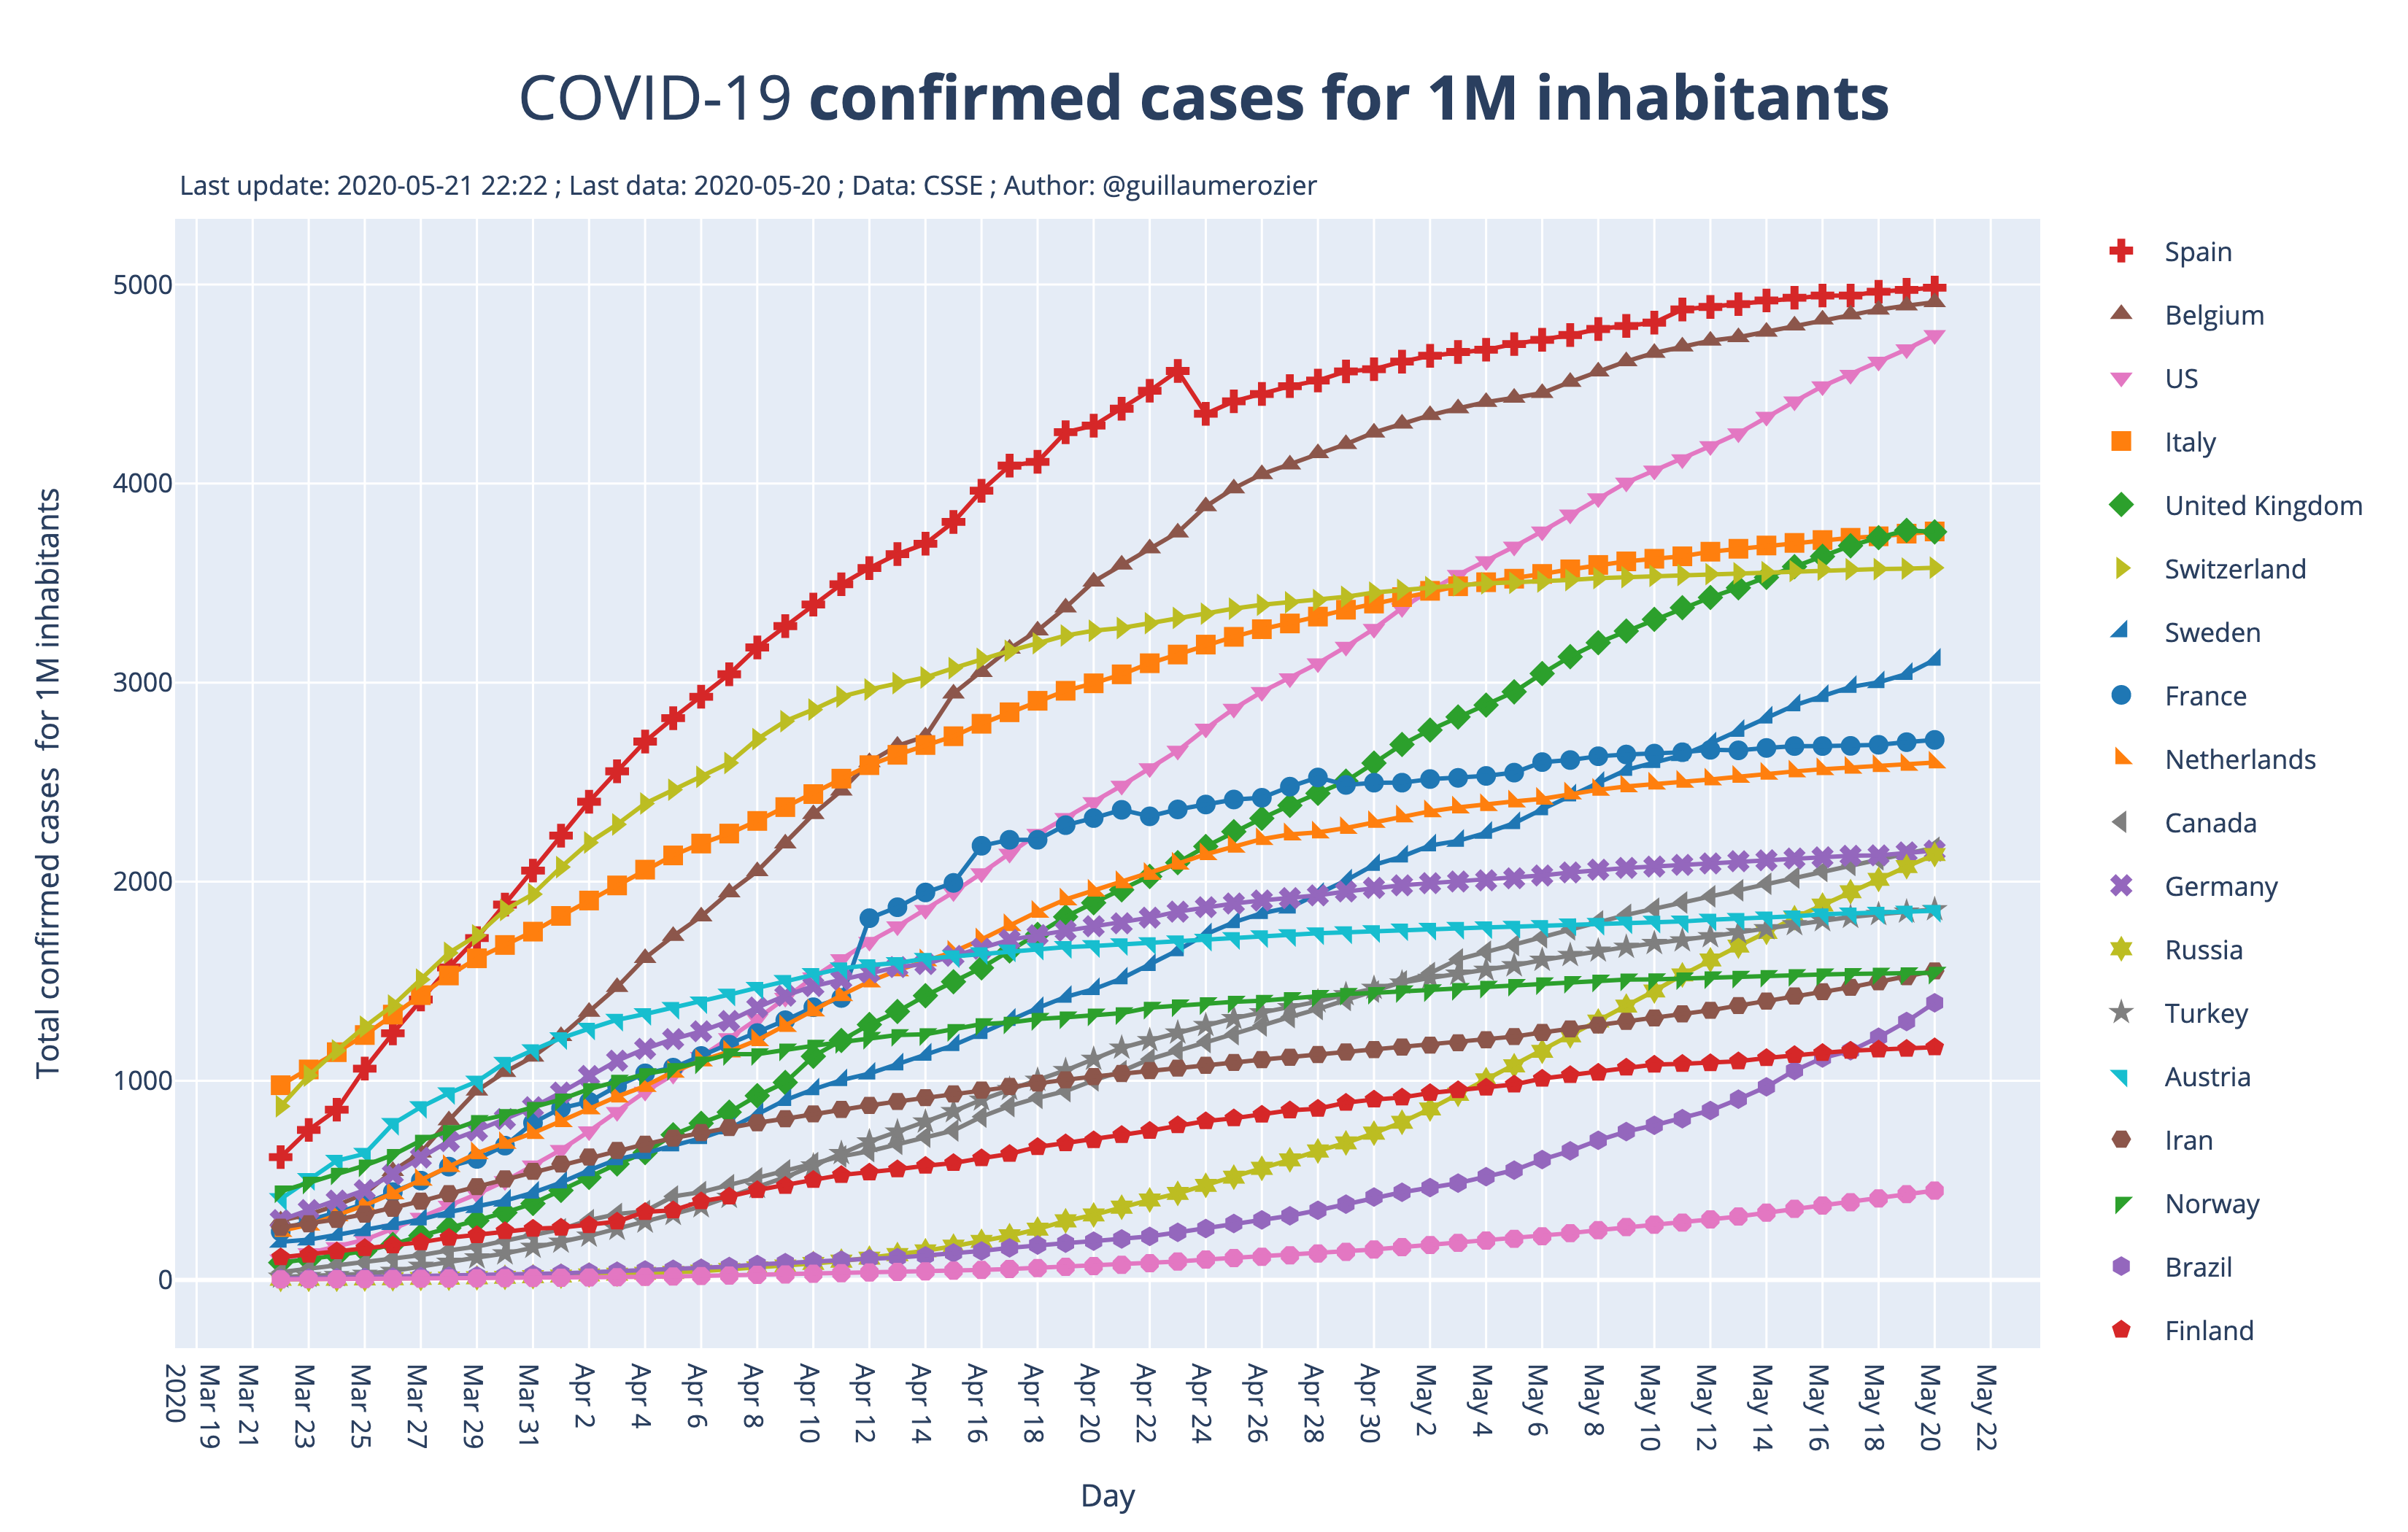 COVID-19 confirmed cases for 1M inhabitants
Last update: 2020-05-21 22:22 ; Last data: 2020-05-20 ; Data: CSSE ; Author: @guillaumerozier
Total confirmed cases for 1M inhabitants
5000
4000
3000
2000
1000
0
Mar 19
2020
Mar 21
Mar 23
Mar 25
Mar 27
Mar 29
Mar 31
Apr 2
Apr 4
Apr 6
Apr 8
Apr 10
Apr 12
Apr 14
Apr 16
Apr 18
Apr 20
Apr 22
Apr 24
Apr 26
Apr 28
Apr 30
May 2
May 4
May 6
May 8
May 10
May 12
May 14
May 16
May 18
May 20
May 22
Day
Spain
Belgium
US
Italy
United Kingdom
Switzerland
Sweden
France
Netherlands
Canada
Germany
Russia
Turkey
Austria
Iran
Norway
Brazil
Finland